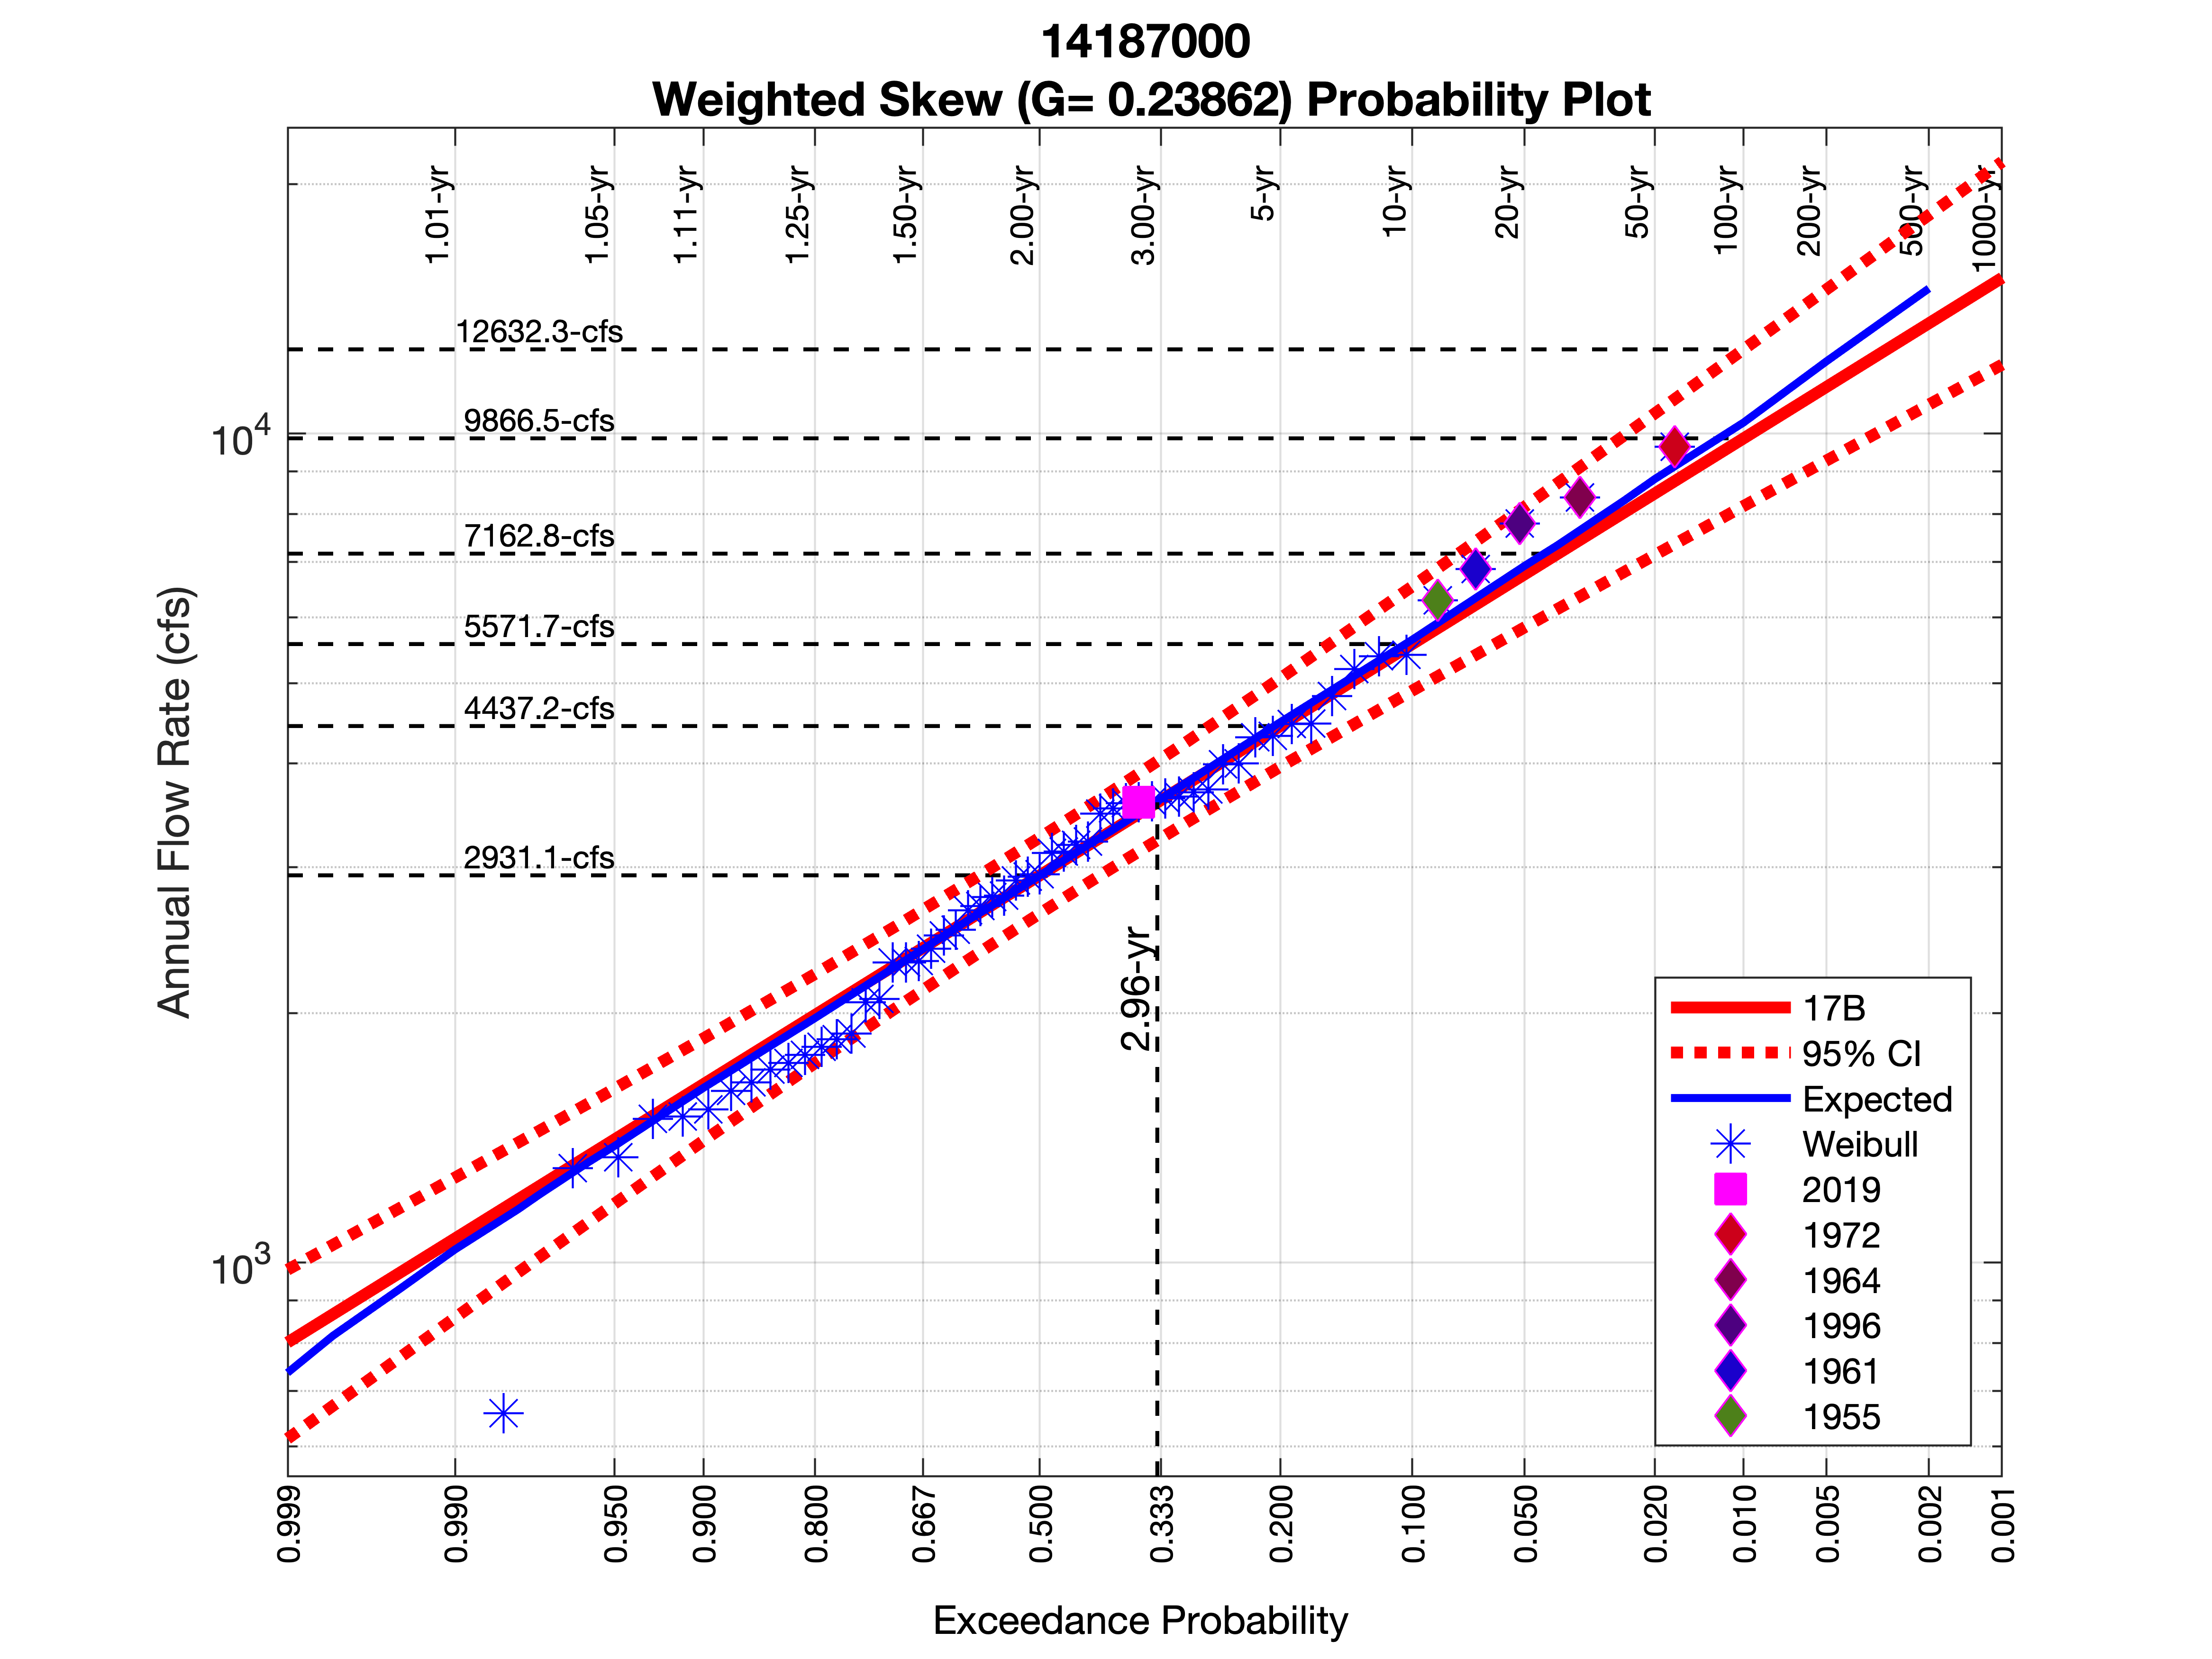 14187000
Weighted Skew (G= 0.23862) Probability Plot
1.01-yr
1.05-yr
1.11-yr
1.25-yr
1.50-yr
2.00-yr
3.00-yr
5-yr
10-yr
20-yr
50-yr
100-yr
200-yr
500-yr
1000-yr
12632.3-cfs
9866.5-cfs
7162.8-cfs
5571.7-cfs
4437.2-cfs
2931.1-cfs
2.96-yr
10⁴
10³
Annual Flow Rate (cfs)
17B
95% CI
Expected
Weibull
2019
1972
1964
1996
1961
1955
0.999
0.990
0.950
0.900
0.800
0.667
0.500
0.333
0.200
0.100
0.050
0.020
0.010
0.005
0.002
0.001
Exceedance Probability